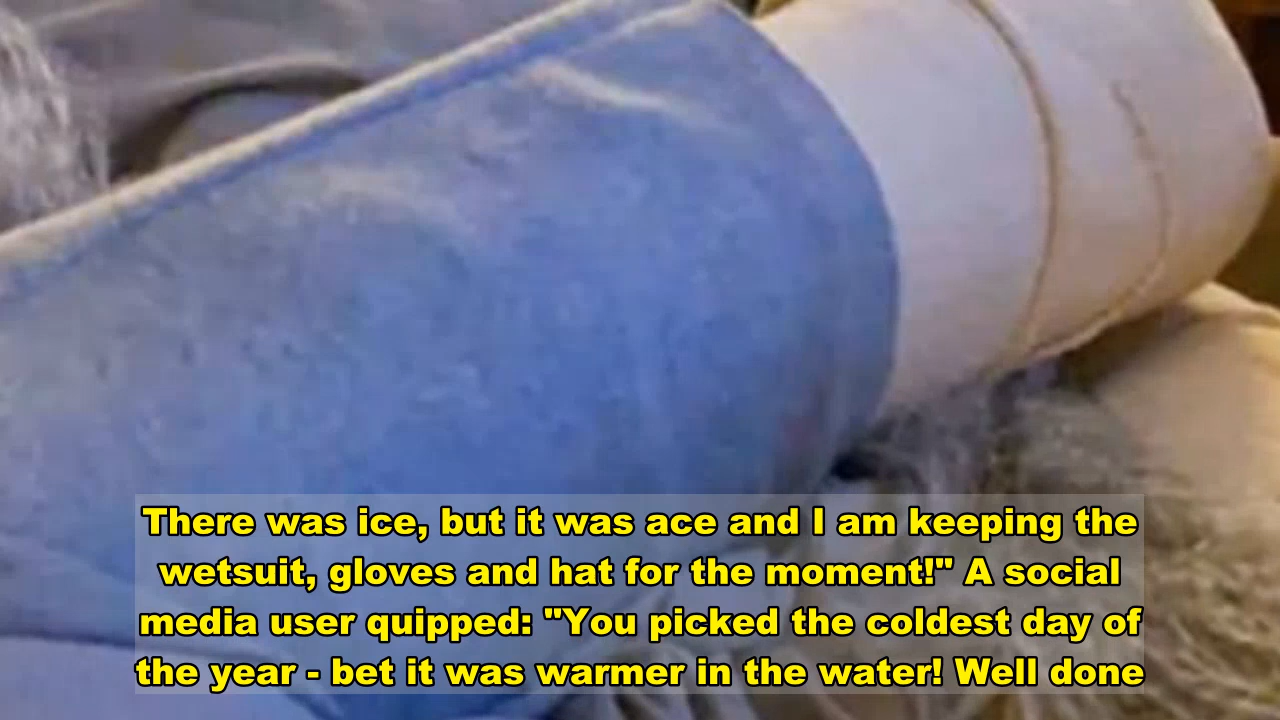 There was ice, but it was ace and I am keeping the
wetsuit, gloves and hat for the moment!" A social
media user quipped: "You picked the coldest day of
the year - bet it was warmer in the water! Well done